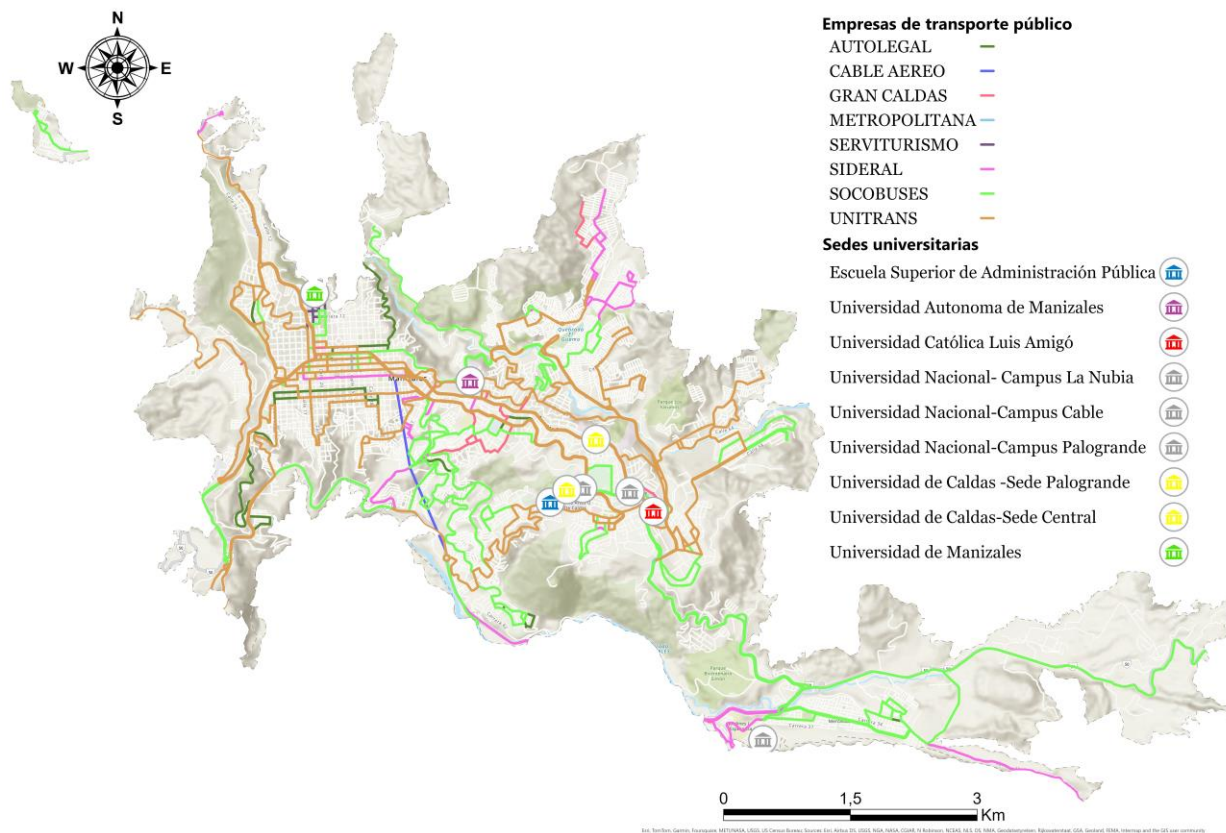 N
W
E
S
Empresas de transporte público
AUTOLEGAL
CABLE AEREO
GRAN CALDAS
METROPOLITANA
SERVITURISMO
SIDERAL
SOCOBUSES
UNITRANS
Sedes universitarias
Escuela Superior de Administración Pública
Universidad Autonoma de Manizales
Universidad Católica Luis Amigó
Universidad Nacional- Campus La Nubia
Universidad Nacional-Campus Cable
Universidad Nacional-Campus Palogrande
Universidad de Caldas -Sede Palogrande
Universidad de Caldas-Sede Central
Universidad de Manizales
0 1,5 3
Km